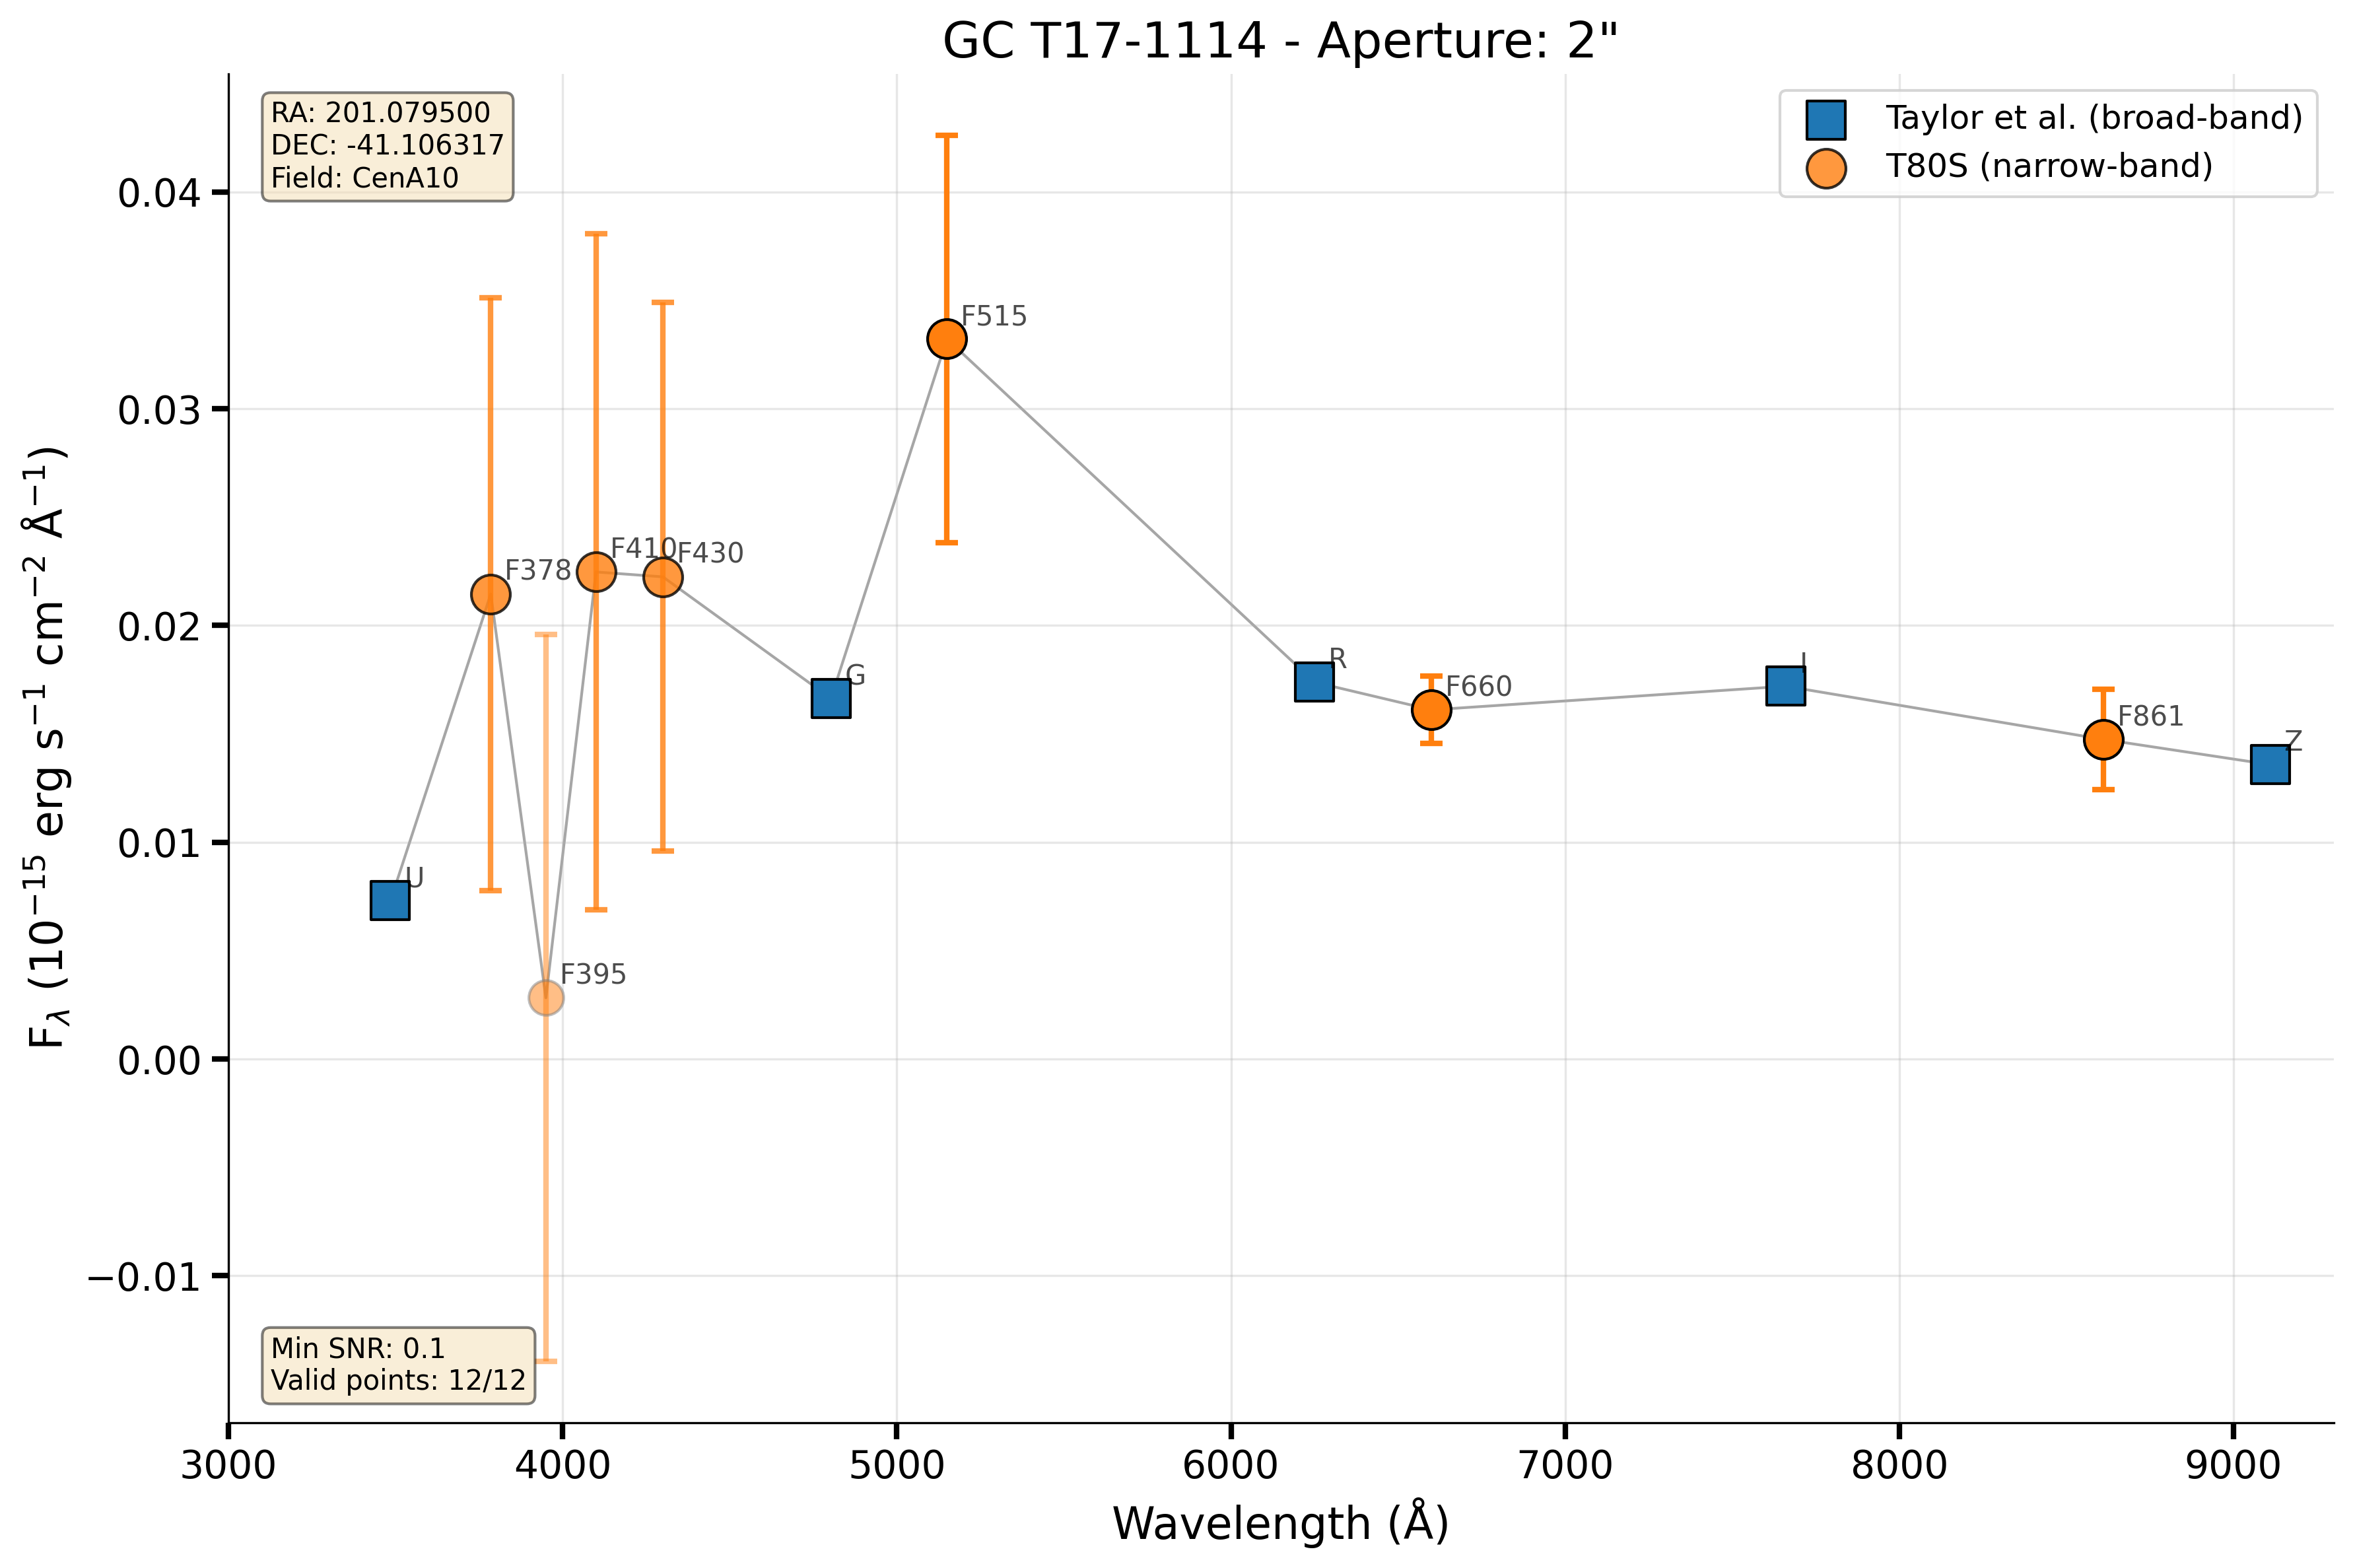 GC T17-1114 - Aperture: 2"
RA: 201.079500
DEC: -41.106317
Field: CenA10
Taylor et al. (broad-band)
T80S (narrow-band)
0.04
0.03
0.02
0.01
0.00
−0.01
F515
F378
F410
F430
G
R
F660
I
F861
Z
U
F395
F_λ (10⁻¹⁵ erg s⁻¹ cm⁻² Å⁻¹)
Min SNR: 0.1
Valid points: 12/12
3000 4000 5000 6000 7000 8000 9000
Wavelength (Å)